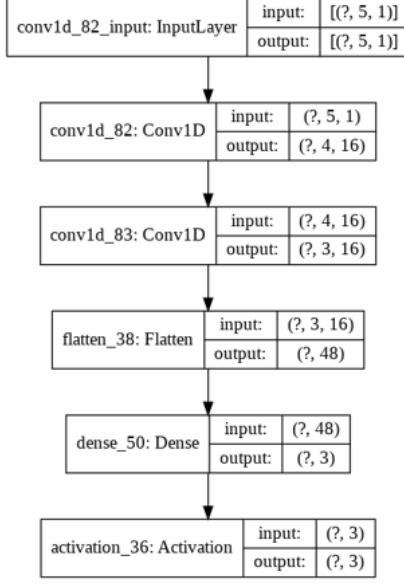 conv1d_82_input: InputLayer
input:
[(?, 5, 1)]
output:
[(?, 5, 1)]
conv1d_82: Conv1D
input:
(?, 5, 1)
output:
(?, 4, 16)
conv1d_83: Conv1D
input:
(?, 4, 16)
output:
(?, 3, 16)
flatten_38: Flatten
input:
(?, 3, 16)
output:
(?, 48)
dense_50: Dense
input:
(?, 48)
output:
(?, 3)
activation_36: Activation
input:
(?, 3)
output:
(?, 3)